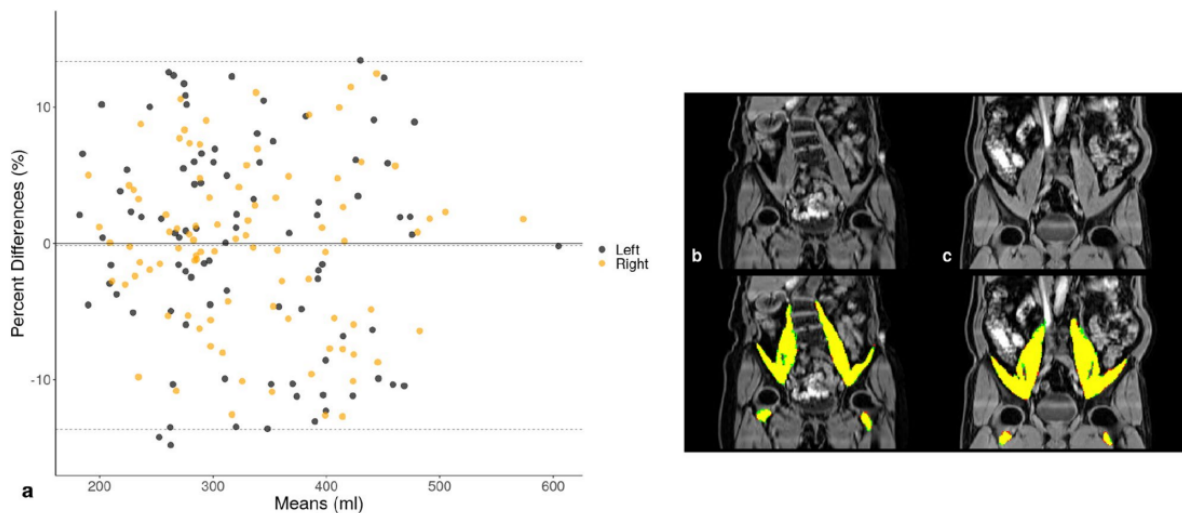 Percent Differences (%)
10
0
-10
200 300 400 500 600
Means (ml)
Left
Right
a
b
c